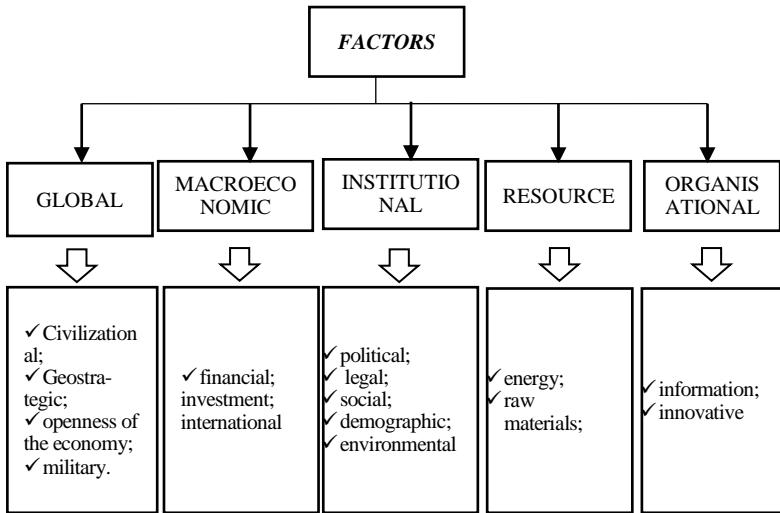 FACTORS
GLOBAL
MACROECO
NOMIC
INSTITUTIO
NAL
RESOURCE
ORGANIS
ATIONAL
✓ Civilization
al;
✓ Geostra-
tegic;
✓ openness of
the economy;
✓ military.
✓ financial;
investment;
international
✓ political;
✓ legal;
✓ social;
✓ demographic;
✓ environmental
✓ energy;
✓ raw
materials;
✓ information;
✓ innovative